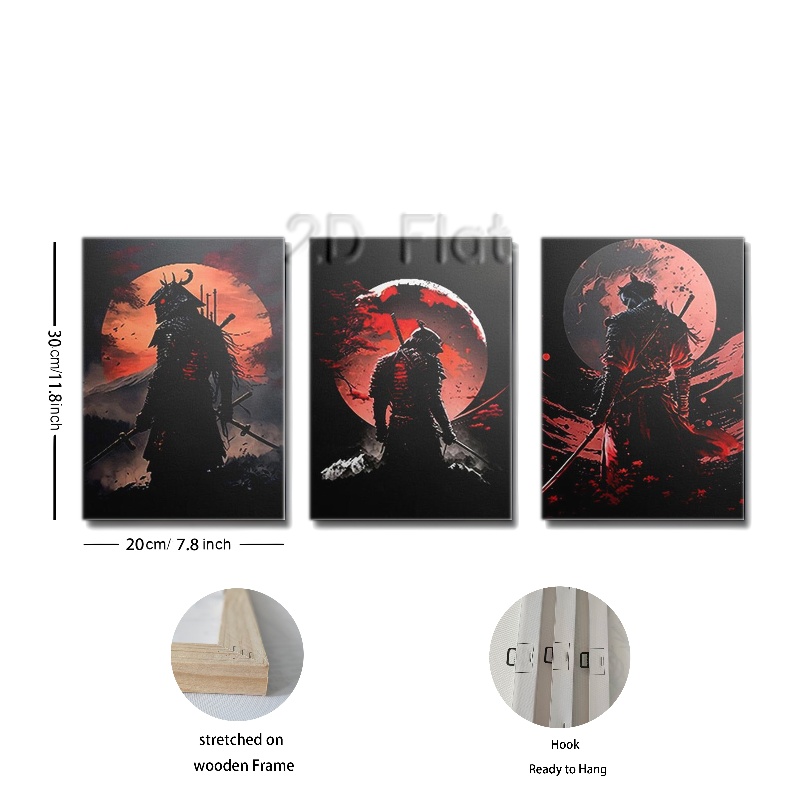 2D Flat
30cm/11.8inch
20cm/ 7.8 inch
stretched on
wooden Frame
Hook
Ready to Hang